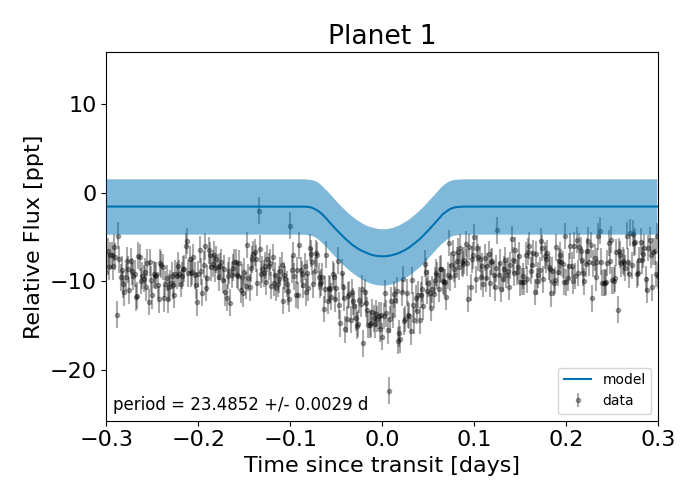 Planet 1
Relative Flux [ppt]
10
0
−10
−20
period = 23.4852 +/- 0.0029 d
model
data
−0.3 −0.2 −0.1 0.0 0.1 0.2 0.3
Time since transit [days]